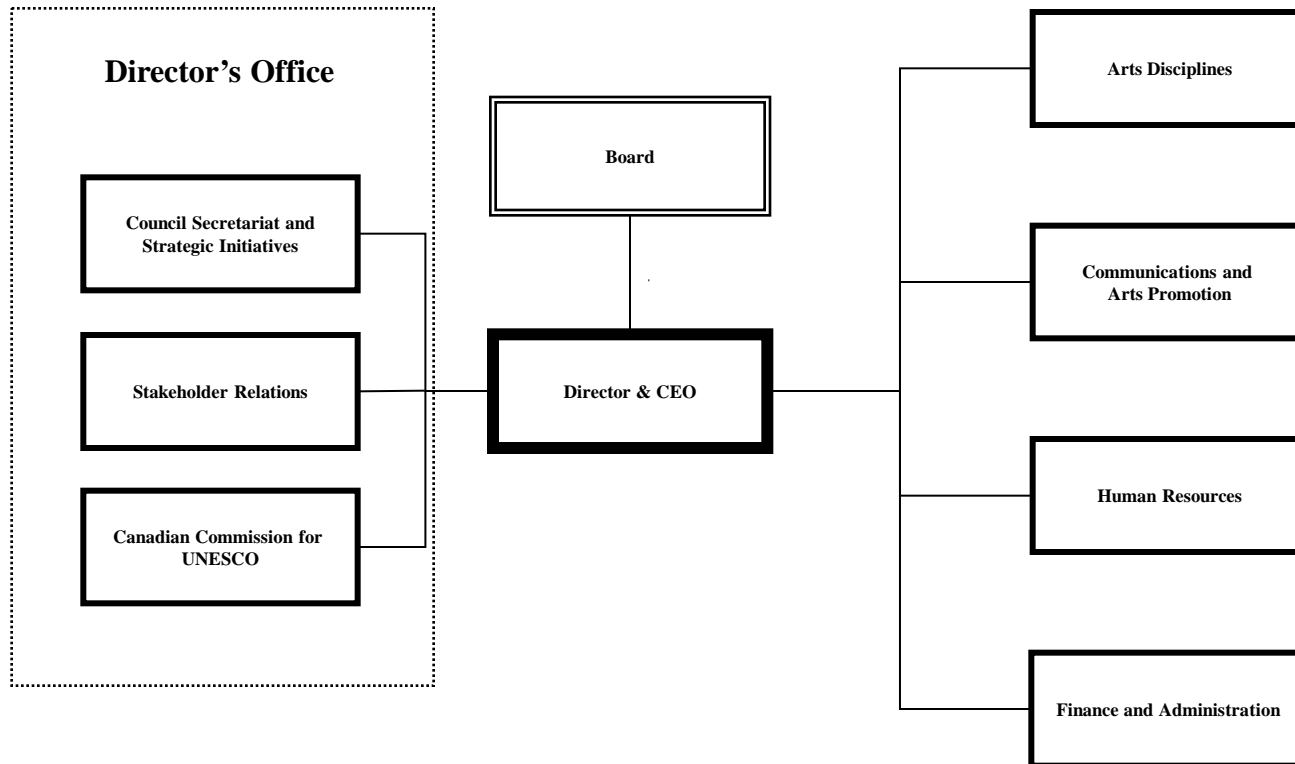 Director’s Office
Council Secretariat and
Strategic Initiatives
Stakeholder Relations
Canadian Commission for
UNESCO
Board
Director & CEO
Arts Disciplines
Communications and
Arts Promotion
Human Resources
Finance and Administration